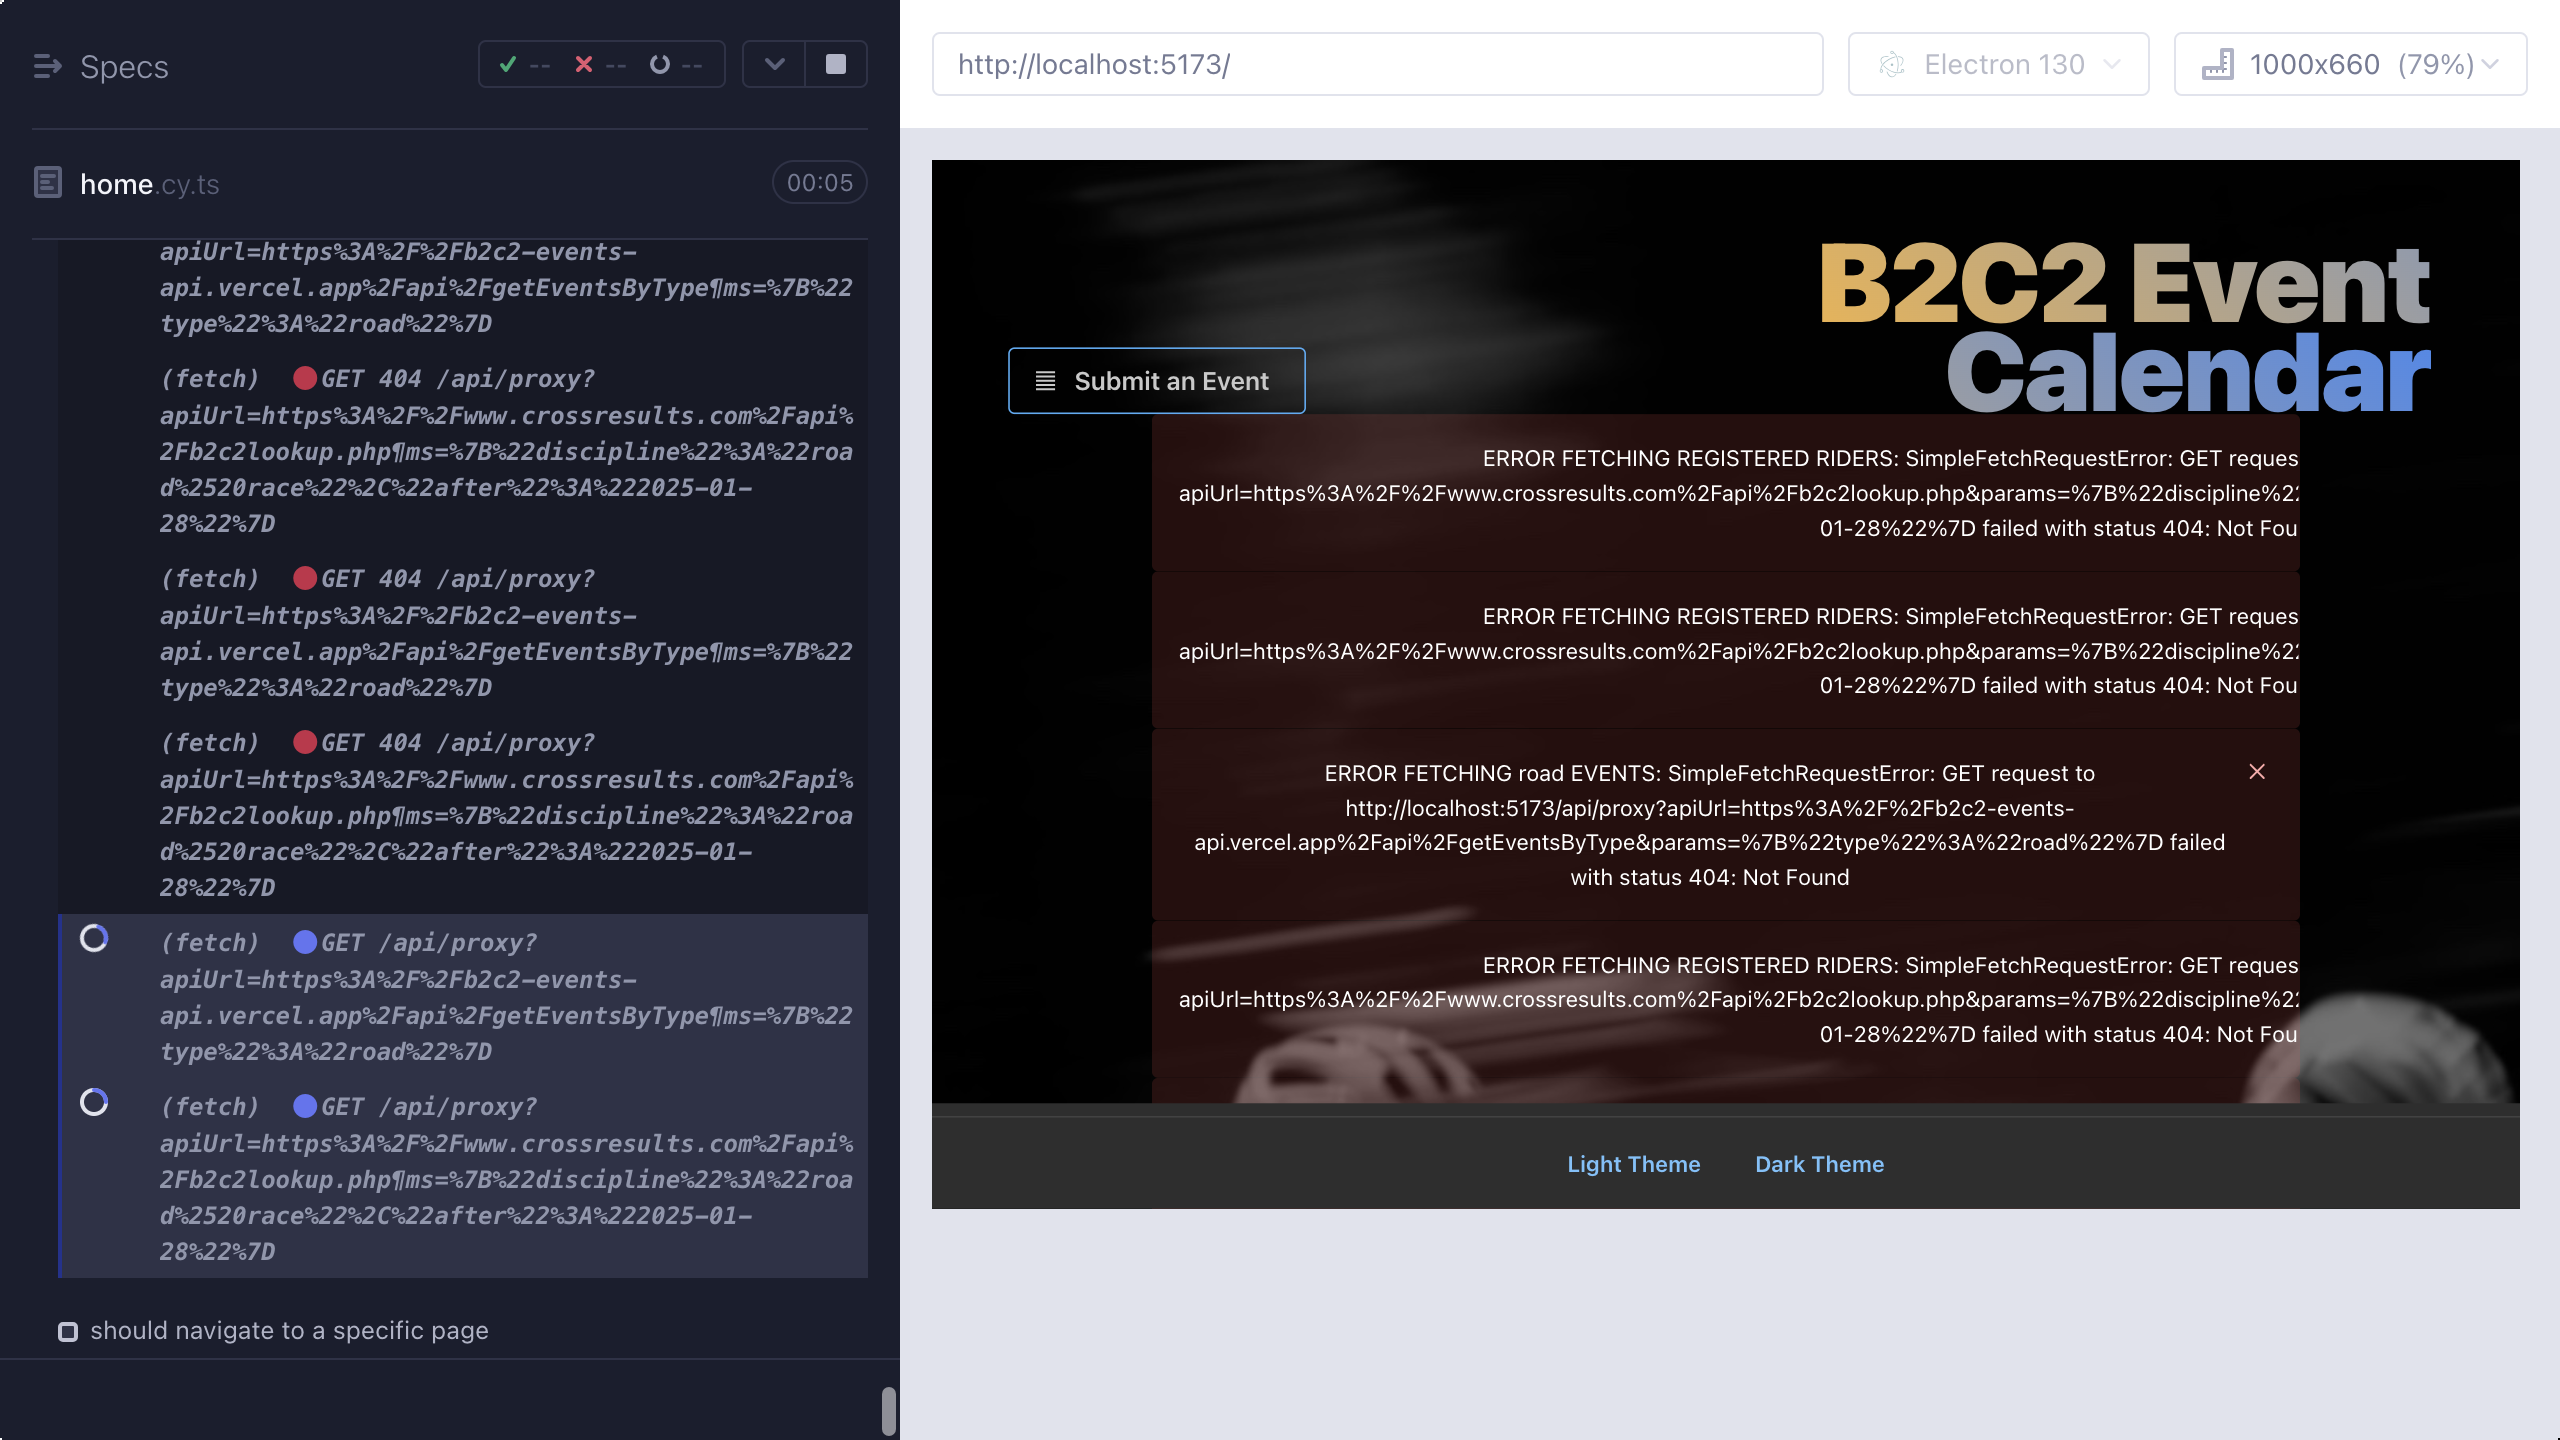 Specs
--
--
--
home.cy.ts
00:05
apiUrl=https%3A%2F%2Fb2c2-events-
api.vercel.app%2Fapi%2FgetEventsByType¶ms=%7B%22
type%22%3A%22road%22%7D
(fetch) GET 404 /api/proxy?
apiUrl=https%3A%2F%2Fwww.crossresults.com%2Fapi%
2Fb2c2lookup.php¶ms=%7B%22discipline%22%3A%22roa
d%2520race%22%2C%22after%22%3A%222025-01-
28%22%7D
(fetch) GET 404 /api/proxy?
apiUrl=https%3A%2F%2Fb2c2-events-
api.vercel.app%2Fapi%2FgetEventsByType¶ms=%7B%22
type%22%3A%22road%22%7D
(fetch) GET 404 /api/proxy?
apiUrl=https%3A%2F%2Fwww.crossresults.com%2Fapi%
2Fb2c2lookup.php¶ms=%7B%22discipline%22%3A%22roa
d%2520race%22%2C%22after%22%3A%222025-01-
28%22%7D
(fetch) GET /api/proxy?
apiUrl=https%3A%2F%2Fb2c2-events-
api.vercel.app%2Fapi%2FgetEventsByType¶ms=%7B%22
type%22%3A%22road%22%7D
(fetch) GET /api/proxy?
apiUrl=https%3A%2F%2Fwww.crossresults.com%2Fapi%
2Fb2c2lookup.php¶ms=%7B%22discipline%22%3A%22roa
d%2520race%22%2C%22after%22%3A%222025-01-
28%22%7D
should navigate to a specific page
http://localhost:5173/
Electron 130
1000x660 (79%)
B2C2 Event
Calendar
Submit an Event
ERROR FETCHING REGISTERED RIDERS: SimpleFetchRequestError: GET reques
apiUrl=https%3A%2F%2Fwww.crossresults.com%2Fapi%2Fb2c2lookup.php&params=%7B%22discipline%22
01-28%22%7D failed with status 404: Not Fou
ERROR FETCHING REGISTERED RIDERS: SimpleFetchRequestError: GET reques
apiUrl=https%3A%2F%2Fwww.crossresults.com%2Fapi%2Fb2c2lookup.php&params=%7B%22discipline%22
01-28%22%7D failed with status 404: Not Fou
ERROR FETCHING road EVENTS: SimpleFetchRequestError: GET request to
http://localhost:5173/api/proxy?apiUrl=https%3A%2F%2Fb2c2-events-
api.vercel.app%2Fapi%2FgetEventsByType&params=%7B%22type%22%3A%22road%22%7D failed
with status 404: Not Found
ERROR FETCHING REGISTERED RIDERS: SimpleFetchRequestError: GET reques
apiUrl=https%3A%2F%2Fwww.crossresults.com%2Fapi%2Fb2c2lookup.php&params=%7B%22discipline%22
01-28%22%7D failed with status 404: Not Fou
Light Theme
Dark Theme